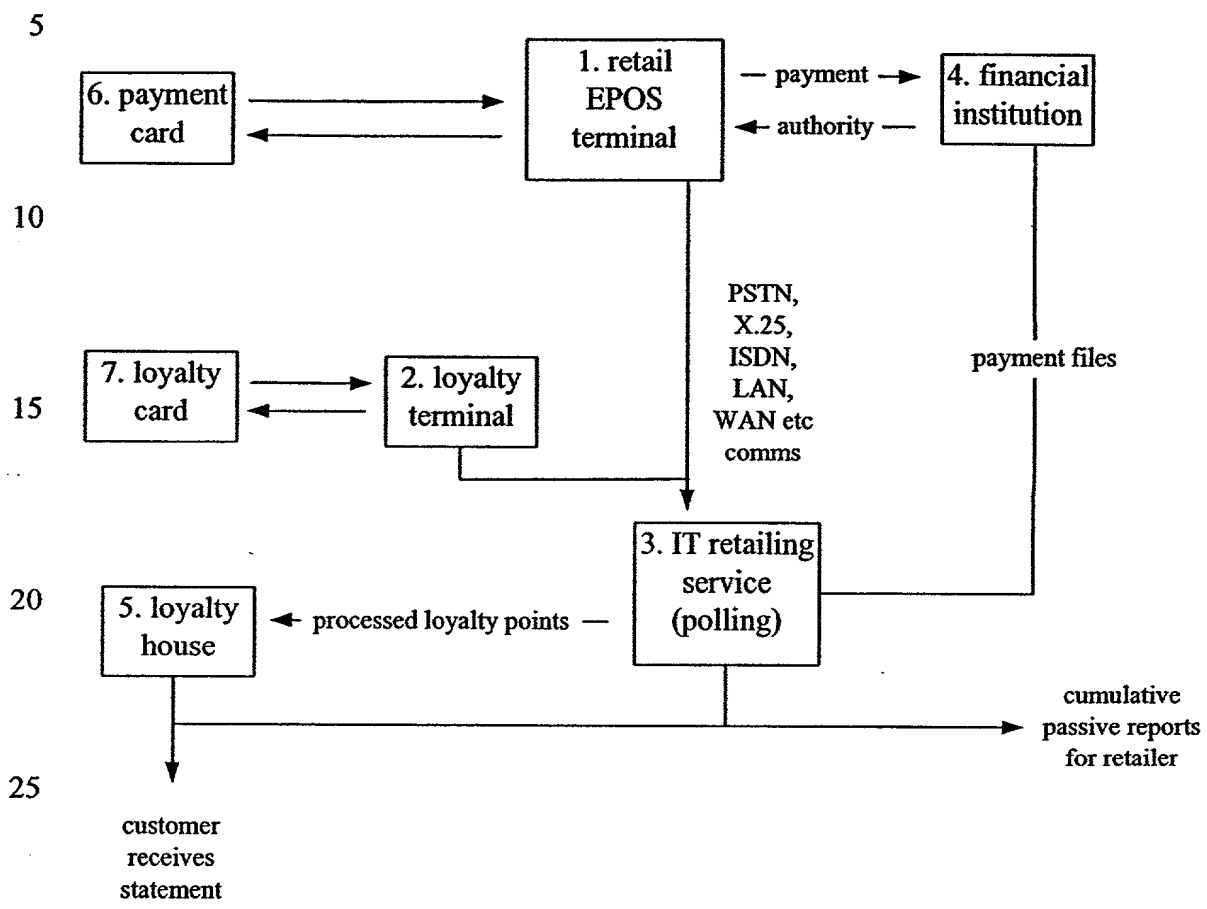 5
1. retail
EPOS
terminal
— payment →
4. financial
institution
6. payment
card
← authority —
10
PSTN,
X.25,
ISDN,
LAN,
WAN etc
comms
payment files
7. loyalty
card
2. loyalty
terminal
15
3. IT retailing
service
(polling)
20
5. loyalty
house
← processed loyalty points —
cumulative
passive reports
for retailer
25
customer
receives
statement